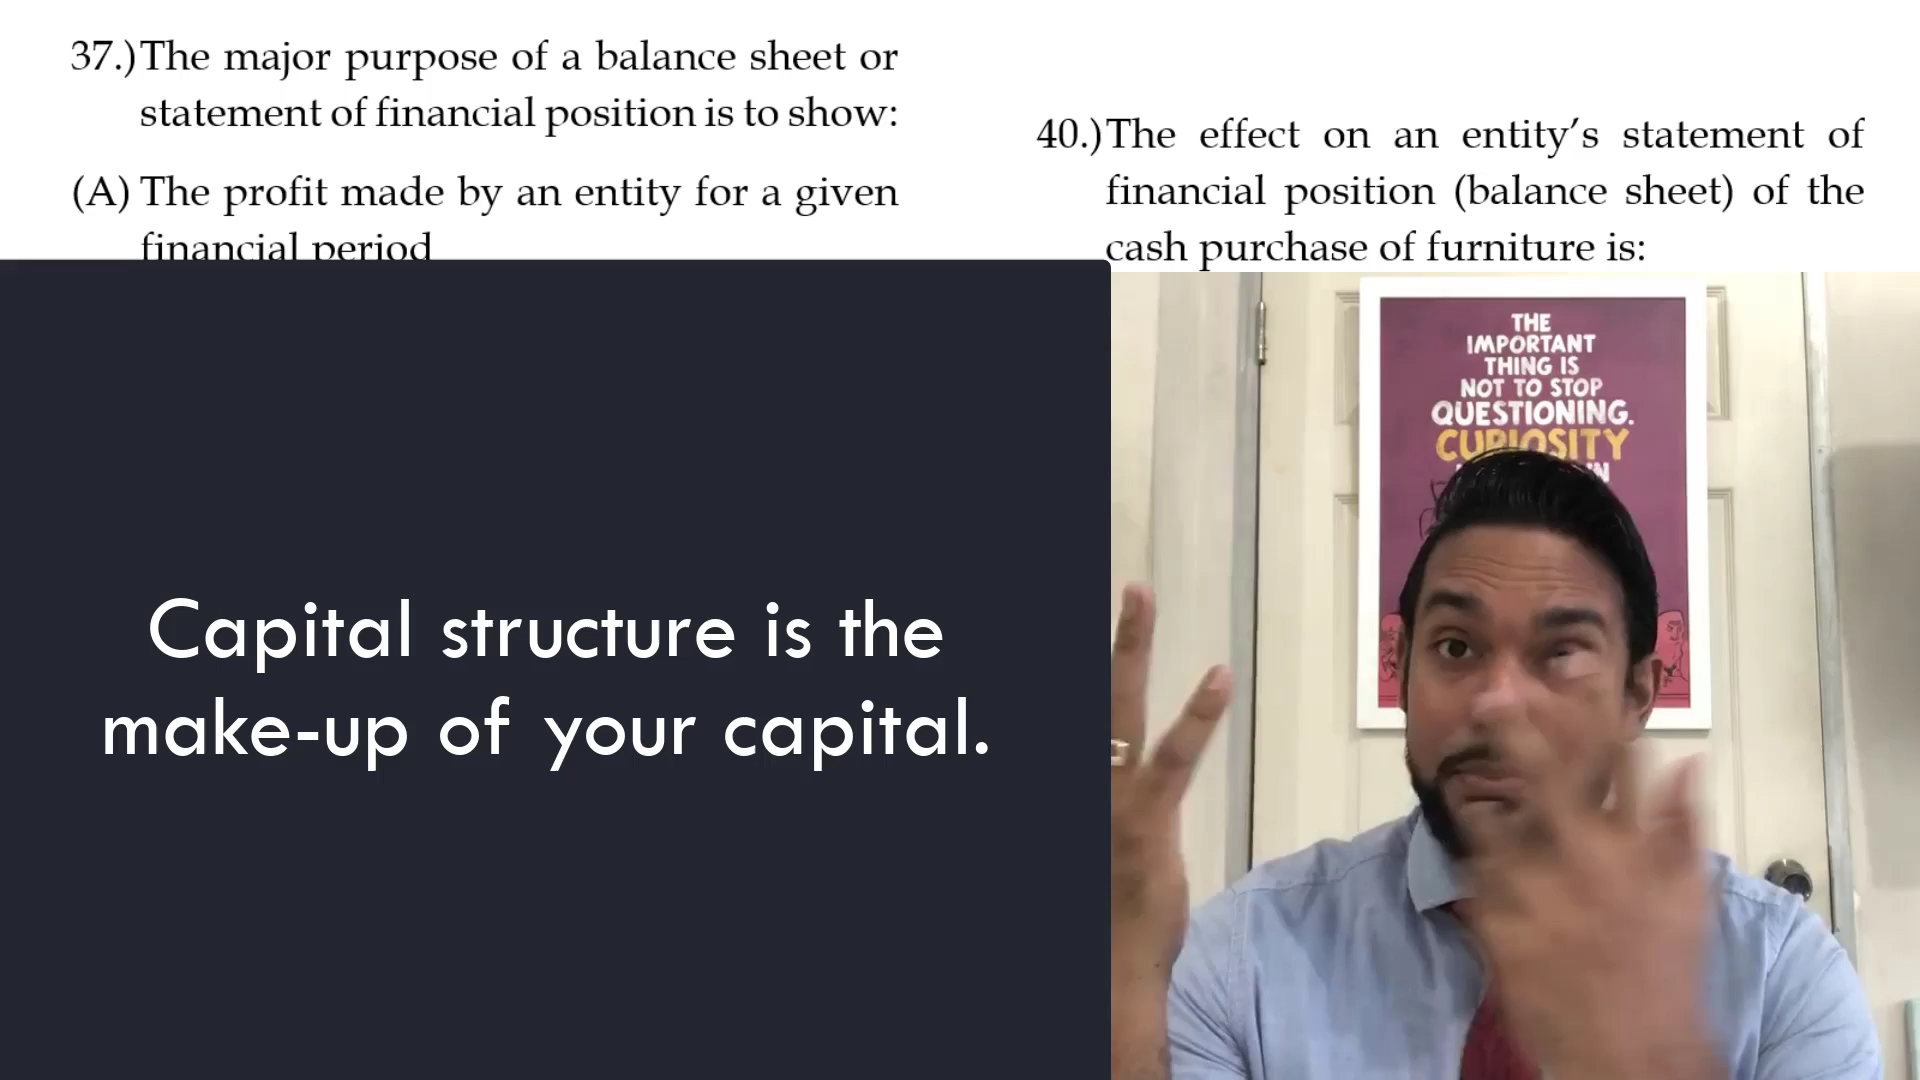 37.) The major purpose of a balance sheet or
statement of financial position is to show:
(A) The profit made by an entity for a given
financial period
40.) The effect on an entity’s statement of
financial position (balance sheet) of the
cash purchase of furniture is:
Capital structure is the
make-up of your capital.
THE
IMPORTANT
THING IS
NOT TO STOP
QUESTIONING.
CURIOSITY